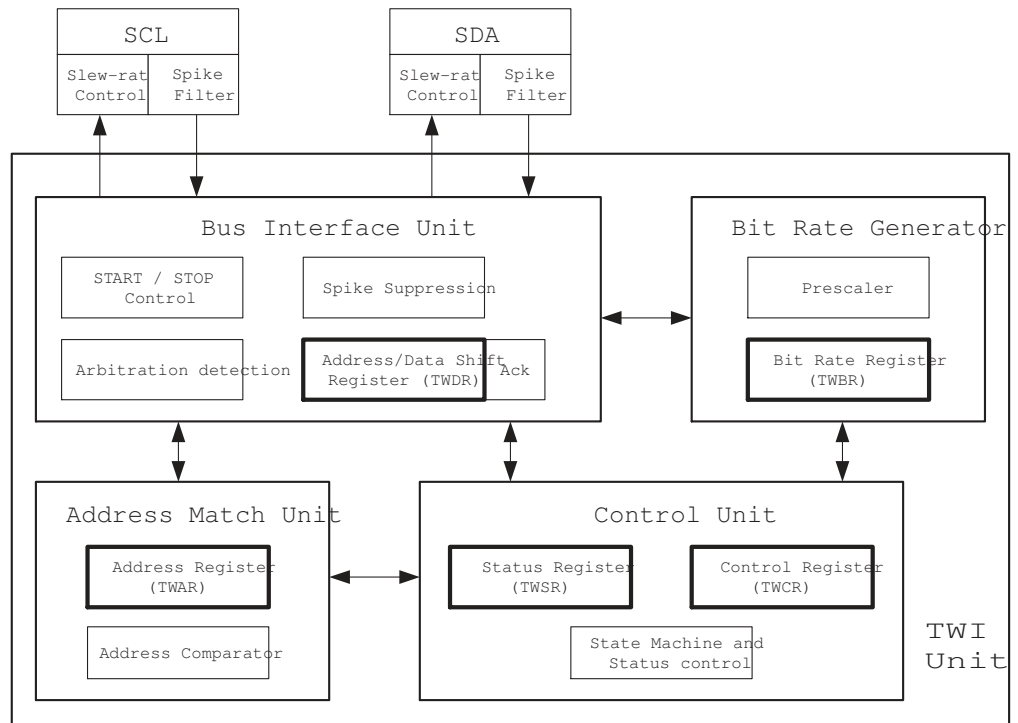 SCL
SDA
Slew-rat
Control
Spike
Filter
Slew-rat
Control
Spike
Filter
Bus Interface Unit
START / STOP
Control
Spike Suppression
Arbitration detection
Address/Data Shift
Register (TWDR)
Ack
Bit Rate Generator
Prescaler
Bit Rate Register
(TWBR)
Address Match Unit
Address Register
(TWAR)
Address Comparator
Control Unit
Status Register
(TWSR)
Control Register
(TWCR)
State Machine and
Status control
TWI
Unit